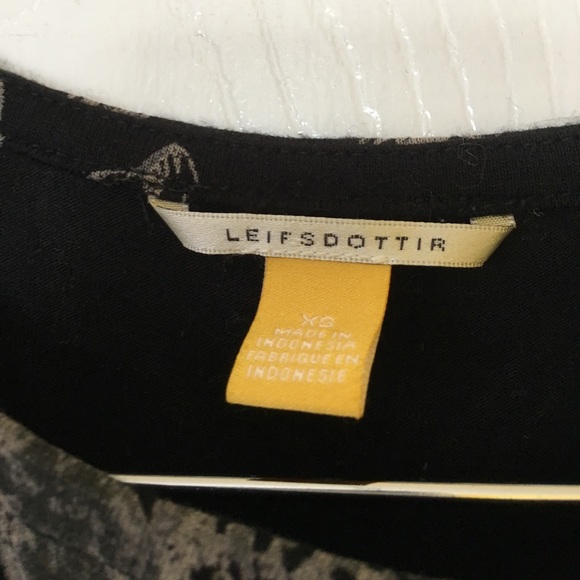 LEIFSDOTTIR
XS
MADE IN
INDONESIA
FABRIQUE EN
INDONESIE